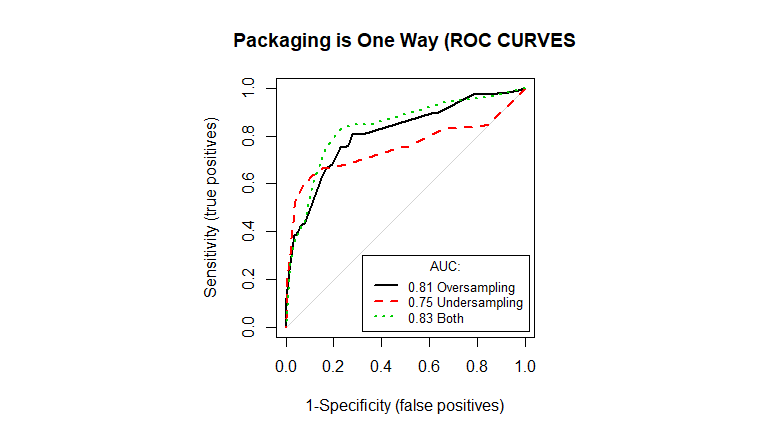 Packaging is One Way (ROC CURVES
Sensitivity (true positives)
1.0
0.8
0.6
0.4
0.2
0.0
AUC:
0.81 Oversampling
0.75 Undersampling
0.83 Both
0.0 0.2 0.4 0.6 0.8 1.0
1-Specificity (false positives)